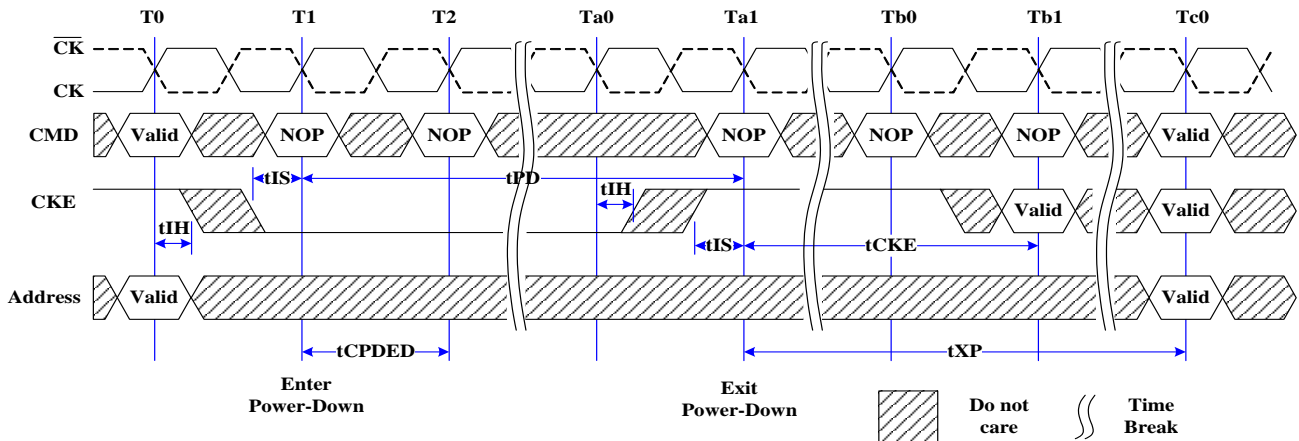 T0 T1 T2 Ta0 Ta1 Tb0 Tb1 Tc0
CK
CK
CMD Valid NOP NOP NOP NOP NOP Valid
tIS tPD
CKE tIH Valid Valid
tIH tIS tCKE
Address Valid Valid
tCPDED tXP
Enter
Power-Down
Exit
Power-Down
Do not
care
Time
Break